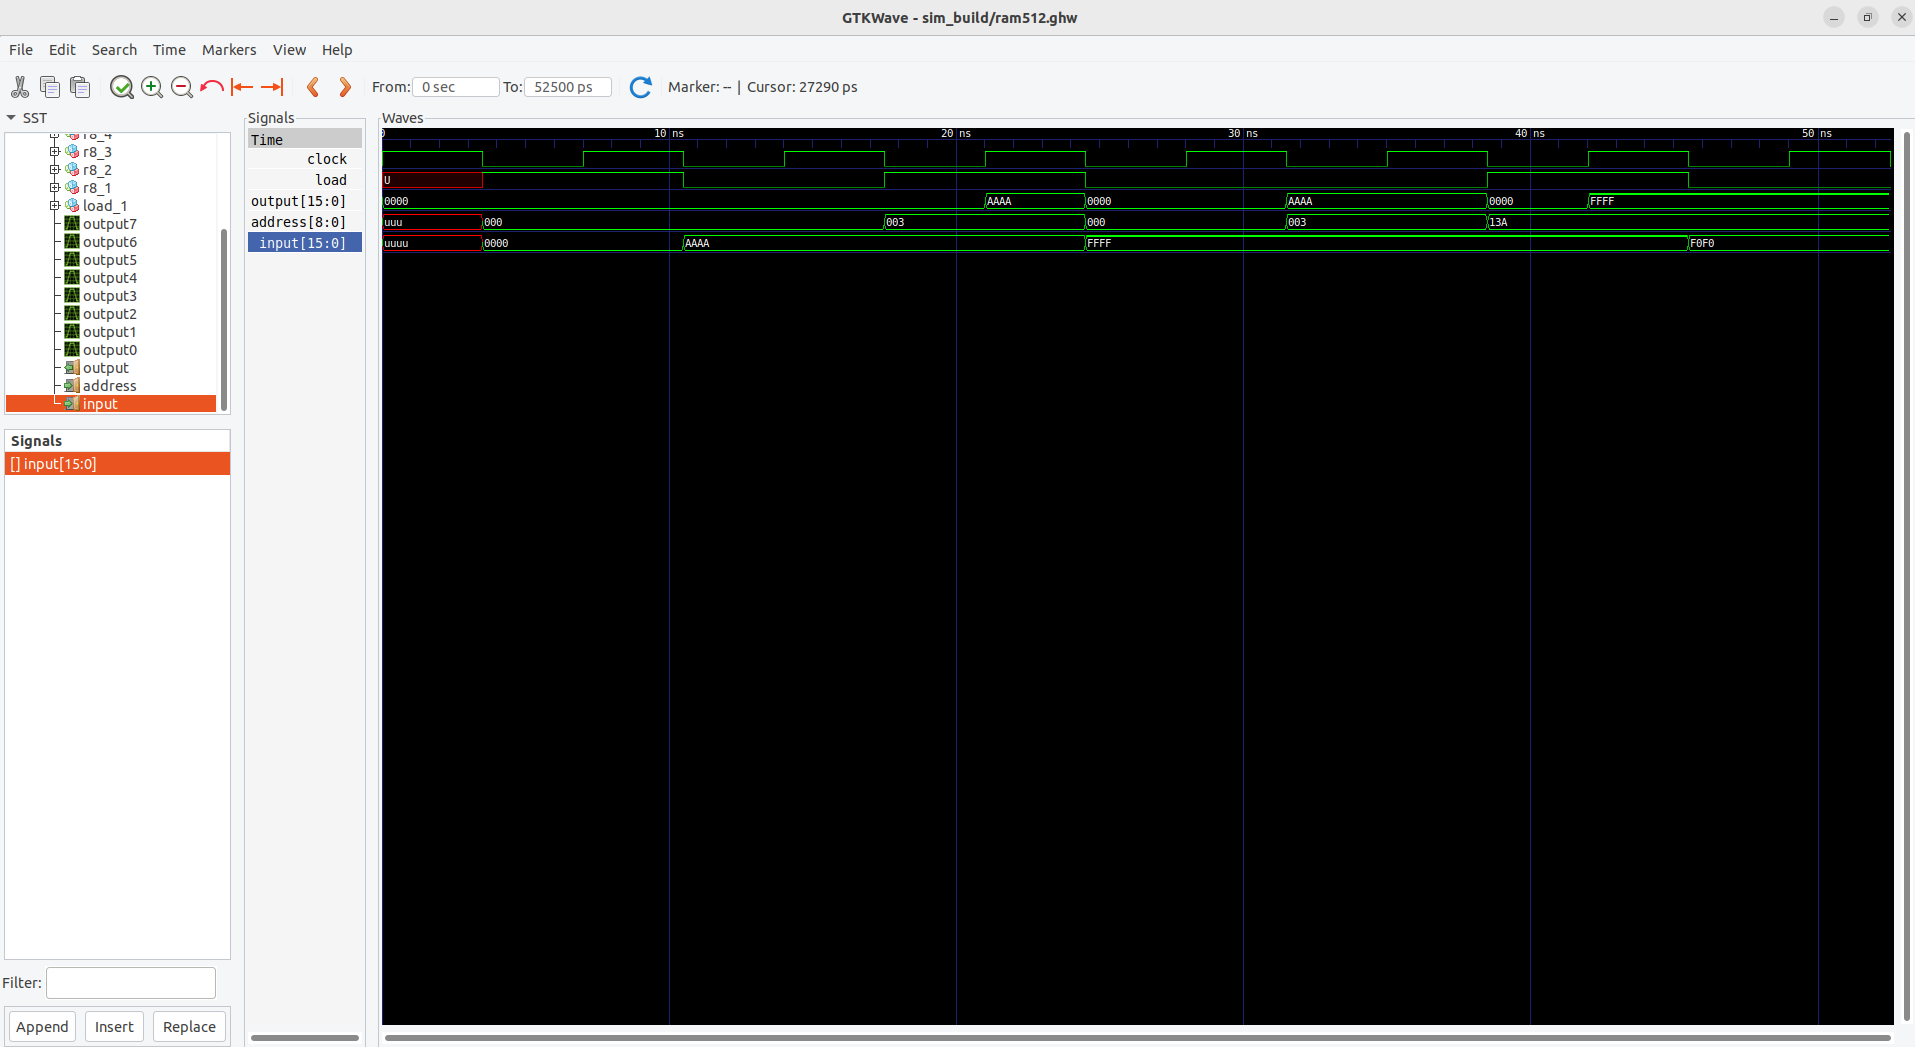 GTKWave - sim_build/ram512.ghw
File Edit Search Time Markers View Help
From: 0 sec To: 52500 ps Marker: -- | Cursor: 27290 ps
SST
r8_4
r8_3
r8_2
r8_1
load_1
output7
output6
output5
output4
output3
output2
output1
output0
output
address
input
Signals
[] input[15:0]
Filter:
Append Insert Replace
Signals
Time
clock
load
output[15:0]
address[8:0]
input[15:0]
Waves
0 10 ns 20 ns 30 ns 40 ns 50 ns
U
0000 AAAA 0000 AAAA 0000 FFFF
uuu 000 003 000 003 13A
uuuu 0000 AAAA FFFF F0F0